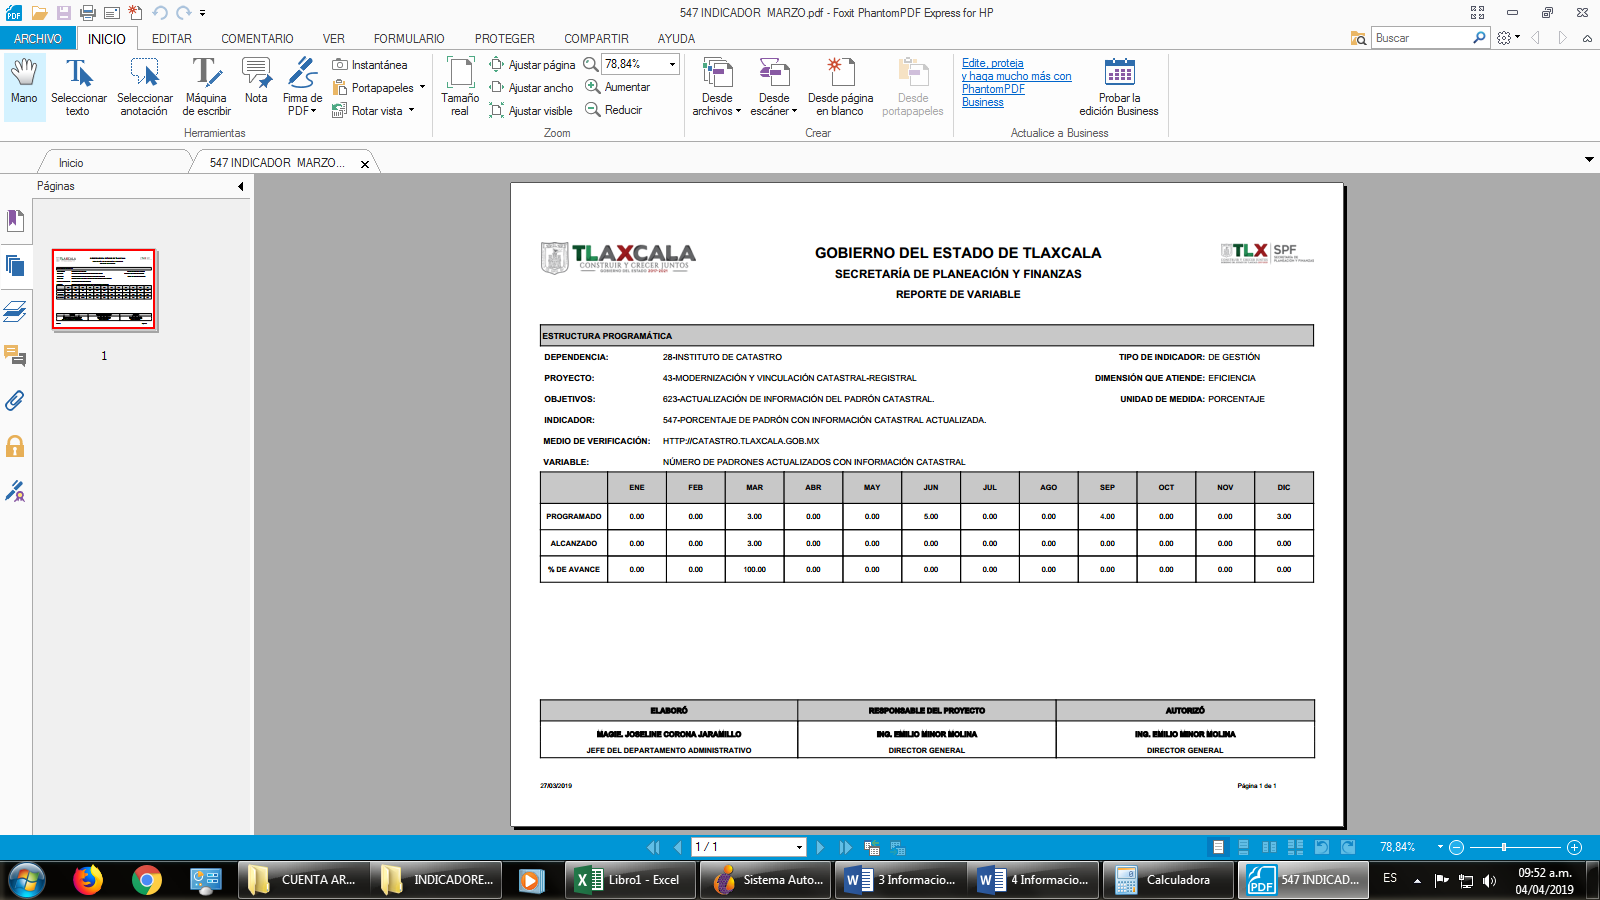 547 INDICADOR  MARZO.pdf - Foxit PhantomPDF Express for HP
ARCHIVO INICIO EDITAR COMENTARIO VER FORMULARIO PROTEGER COMPARTIR AYUDA
Buscar
Mano
Seleccionar texto
Seleccionar anotación
Máquina de escribir
Nota
Firma de PDF
Instantánea
Portapapeles
Rotar vista
Herramientas
Tamaño real
Ajustar página
Ajustar ancho
Ajustar visible
78,84%
Aumentar
Reducir
Zoom
Desde archivos
Desde escáner
Desde página en blanco
Desde portapapeles
Crear
Edite, proteja
y haga mucho más con
PhantomPDF
Business
Probar la edición Business
Actualice a Business
Inicio
547 INDICADOR  MARZO...
Páginas
1
TLAXCALA
CONSTRUIR Y CRECER JUNTOS
GOBIERNO DEL ESTADO 2017-2021
GOBIERNO DEL ESTADO DE TLAXCALA
SECRETARÍA DE PLANEACIÓN Y FINANZAS
REPORTE DE VARIABLE
TLX SPF
SECRETARÍA DE
PLANEACIÓN Y FINANZAS
ESTRUCTURA PROGRAMÁTICA
DEPENDENCIA: 28-INSTITUTO DE CATASTRO TIPO DE INDICADOR: DE GESTIÓN
PROYECTO: 43-MODERNIZACIÓN Y VINCULACIÓN CATASTRAL-REGISTRAL DIMENSIÓN QUE ATIENDE: EFICIENCIA
OBJETIVOS: 623-ACTUALIZACIÓN DE INFORMACIÓN DEL PADRÓN CATASTRAL. UNIDAD DE MEDIDA: PORCENTAJE
INDICADOR: 547-PORCENTAJE DE PADRÓN CON INFORMACIÓN CATASTRAL ACTUALIZADA.
MEDIO DE VERIFICACIÓN: HTTP://CATASTRO.TLAXCALA.GOB.MX
VARIABLE: NÚMERO DE PADRONES ACTUALIZADOS CON INFORMACIÓN CATASTRAL
ENE FEB MAR ABR MAY JUN JUL AGO SEP OCT NOV DIC
PROGRAMADO 0.00 0.00 3.00 0.00 0.00 5.00 0.00 0.00 4.00 0.00 0.00 3.00
ALCANZADO 0.00 0.00 3.00 0.00 0.00 0.00 0.00 0.00 0.00 0.00 0.00 0.00
% DE AVANCE 0.00 0.00 100.00 0.00 0.00 0.00 0.00 0.00 0.00 0.00 0.00 0.00
ELABORÓ RESPONSABLE DEL PROYECTO AUTORIZÓ
MAGIE. JOSELINE CORONA JARAMILLO ING. EMILIO MINOR MOLINA ING. EMILIO MINOR MOLINA
JEFE DEL DEPARTAMENTO ADMINISTRATIVO DIRECTOR GENERAL DIRECTOR GENERAL
27/03/2019 Página 1 de 1
1 / 1
78,84%
CUENTA AR...
INDICADORE...
Libro1 - Excel
Sistema Auto...
3 Informacio...
4 Informacio...
Calculadora
547 INDICAD...
ES
09:52 a.m.
04/04/2019